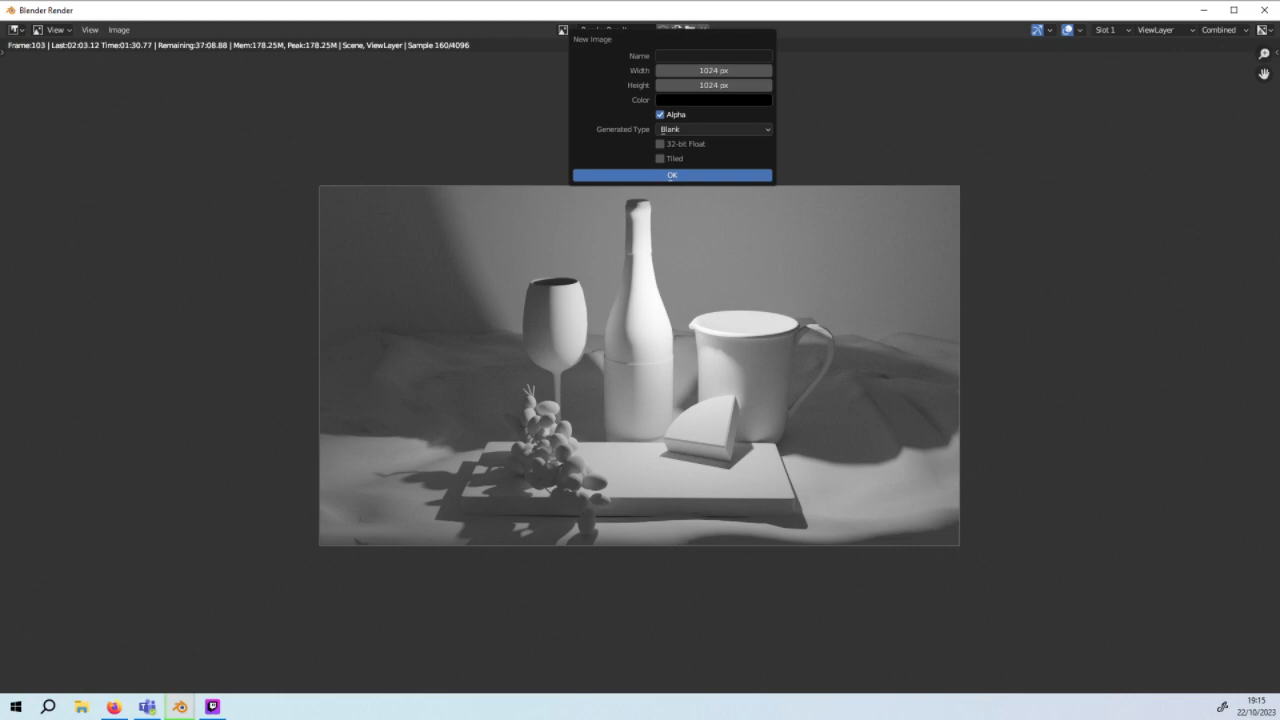 Blender Render
View View Image Slot 1 ViewLayer Combined
Frame:103 | Last:02:03.12 Time:01:30.77 | Remaining:37:08.88 | Mem:178.25M, Peak:178.25M | Scene, ViewLayer | Sample 160/4096
New Image
Name
Width 1024 px
Height 1024 px
Color
Alpha
Generated Type Blank
32-bit Float
Tiled
OK
19:15
22/10/2023